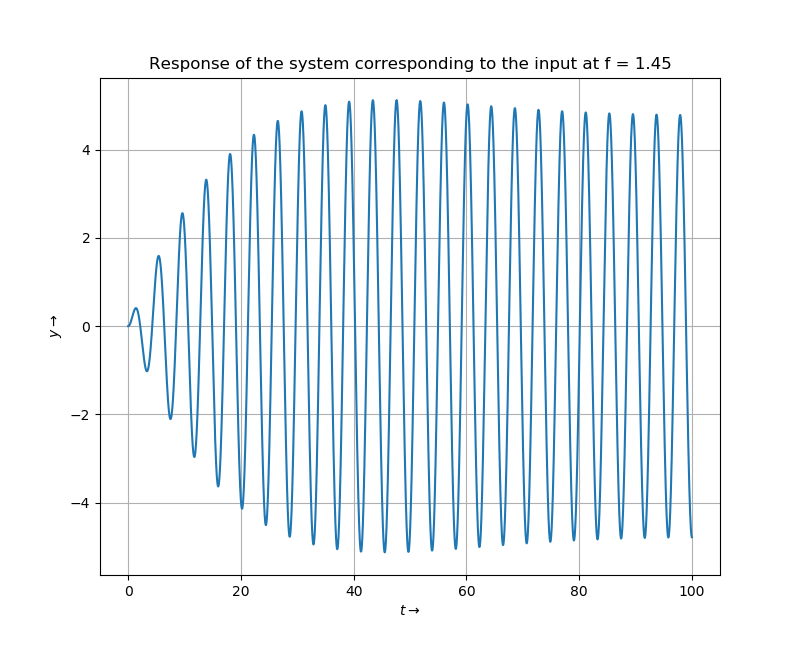 Response of the system corresponding to the input at f = 1.45
4
2
0
−2
−4
y→
0 20 40 60 80 100
t→